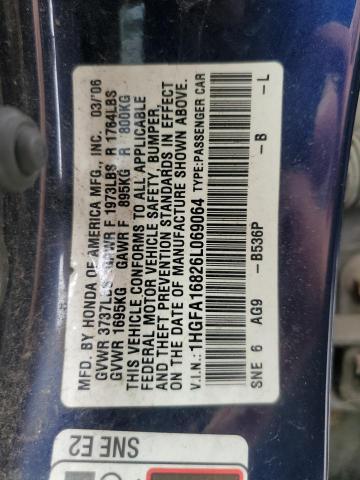 MFD. BY HONDA OF AMERICA MFG., INC. 03/'06
GVWR 3737LBS GAWR F 1973LBS R 1784LBS
GVWR 1695KG GAWR F 895KG R 800KG
THIS VEHICLE CONFORMS TO ALL APPLICABLE
FEDERAL MOTOR VEHICLE SAFETY, BUMPER,
AND THEFT PREVENTION STANDARDS IN EFFECT
ON THE DATE OF MANUFACTURE SHOWN ABOVE.
V.I.N.: 1HGFA16826L069064 TYPE:PASSENGER CAR
SNE 6 AG9 -B536P -B -L
SNE E2